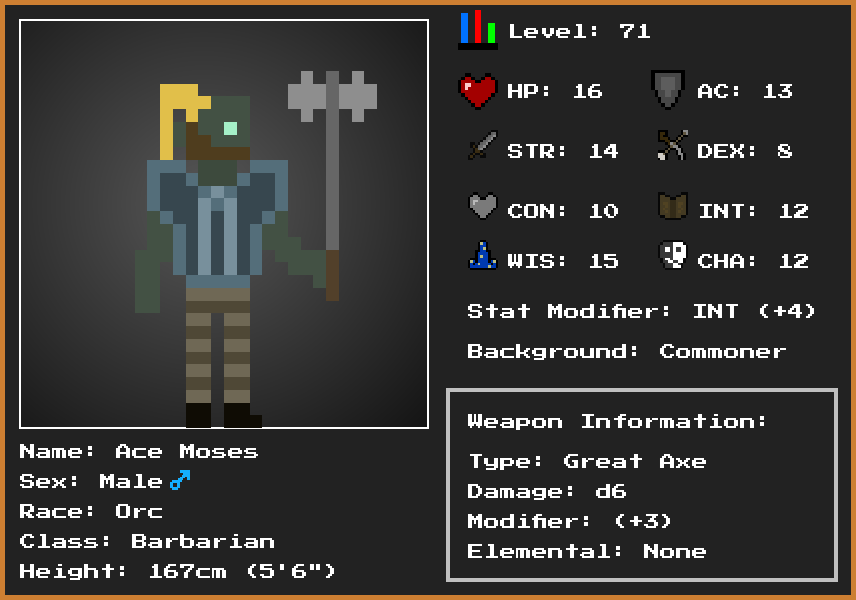 Level: 71
HP: 16
AC: 13
STR: 14
DEX: 8
CON: 10
INT: 12
WIS: 15
CHA: 12
Stat Modifier: INT (+4)
Background: Commoner
Weapon Information:
Type: Great Axe
Damage: d6
Modifier: (+3)
Elemental: None
Name: Ace Moses
Sex: Male ♂
Race: Orc
Class: Barbarian
Height: 167cm (5'6")